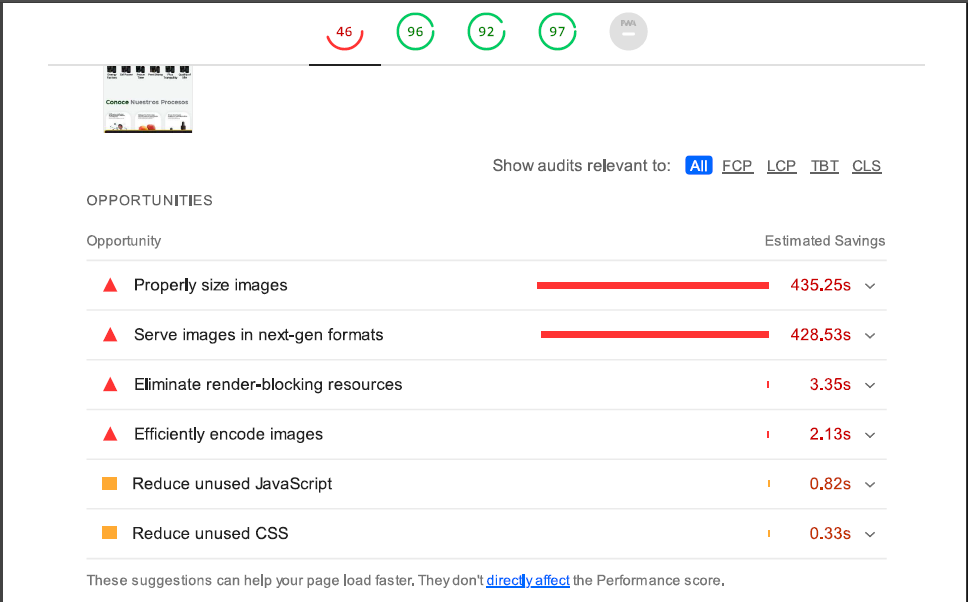 46 96 92 97 PWA
Conoce Nuestros Procesos
Show audits relevant to: All FCP LCP TBT CLS
OPPORTUNITIES
Opportunity Estimated Savings
Properly size images 435.25s
Serve images in next-gen formats 428.53s
Eliminate render-blocking resources 3.35s
Efficiently encode images 2.13s
Reduce unused JavaScript 0.82s
Reduce unused CSS 0.33s
These suggestions can help your page load faster. They don't directly affect the Performance score.